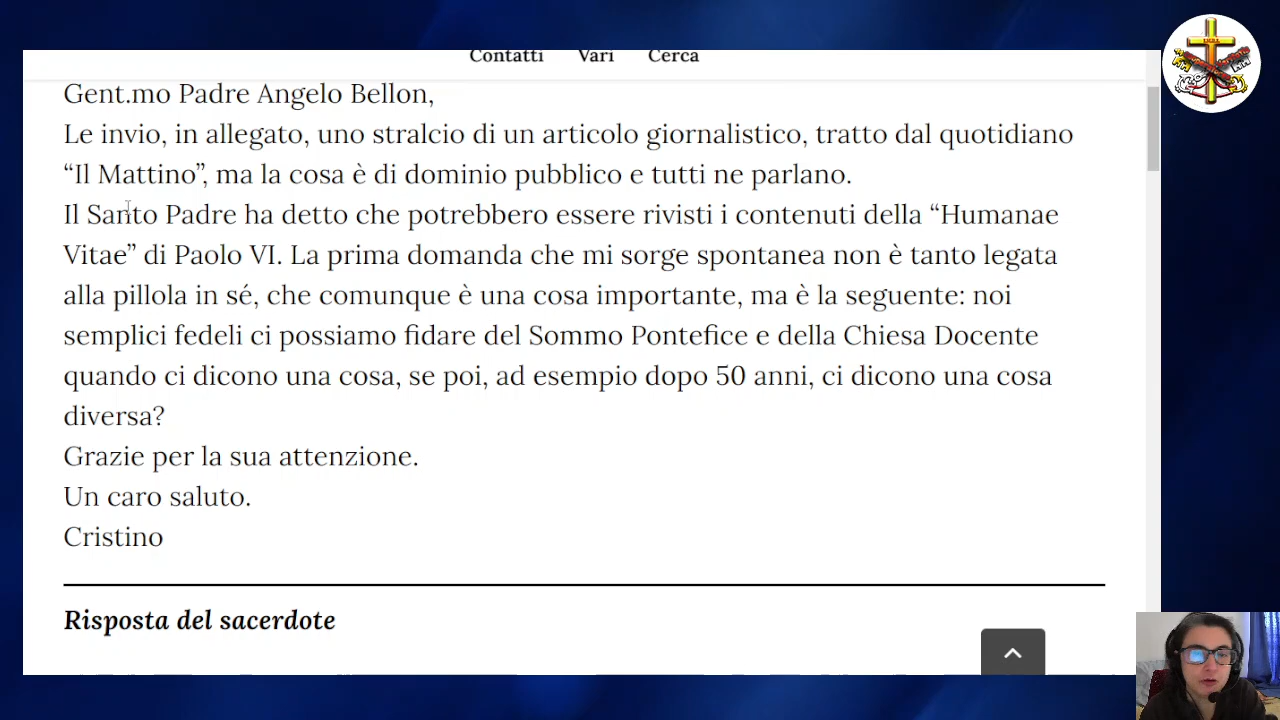 Contatti Vari Cerca
Gent.mo Padre Angelo Bellon,
Le invio, in allegato, uno stralcio di un articolo giornalistico, tratto dal quotidiano
“Il Mattino”, ma la cosa è di dominio pubblico e tutti ne parlano.
Il Santo Padre ha detto che potrebbero essere rivisti i contenuti della “Humanae
Vitae” di Paolo VI. La prima domanda che mi sorge spontanea non è tanto legata
alla pillola in sé, che comunque è una cosa importante, ma è la seguente: noi
semplici fedeli ci possiamo fidare del Sommo Pontefice e della Chiesa Docente
quando ci dicono una cosa, se poi, ad esempio dopo 50 anni, ci dicono una cosa
diversa?
Grazie per la sua attenzione.
Un caro saluto.
Cristino
Risposta del sacerdote